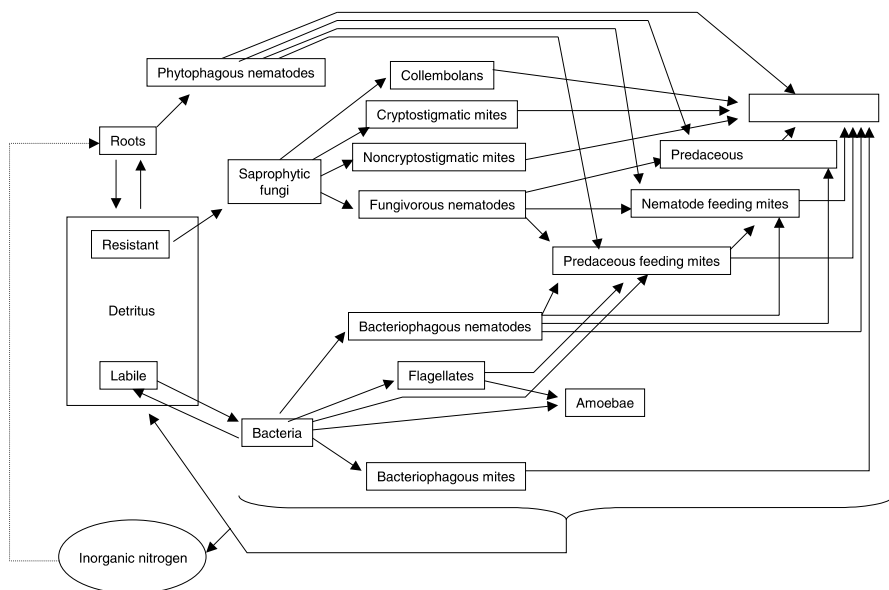 Phytophagous nematodes
Collembolans
Cryptostigmatic mites
Roots
Noncryptostigmatic mites
Predaceous
Saprophytic
fungi
Fungivorous nematodes
Nematode feeding mites
Resistant
Predaceous feeding mites
Detritus
Bacteriophagous nematodes
Labile
Flagellates
Amoebae
Bacteria
Bacteriophagous mites
Inorganic nitrogen